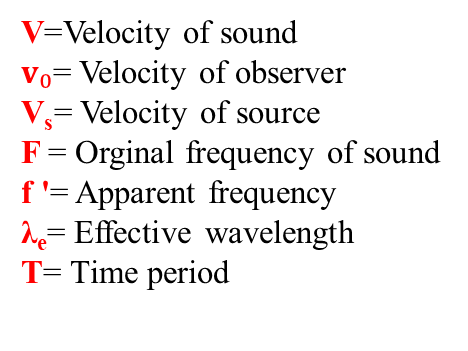 V=Velocity of sound
v₀= Velocity of observer
Vₛ= Velocity of source
F = Orginal frequency of sound
f '= Apparent frequency
λₑ= Effective wavelength
T= Time period